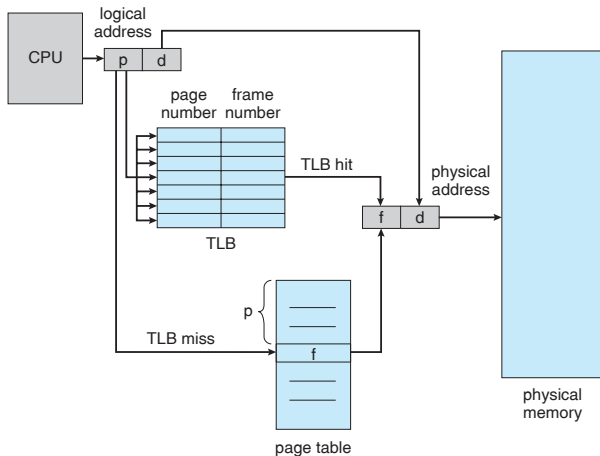 logical
address
CPU
p d
page
number
frame
number
TLB hit
physical
address
f d
TLB
p
TLB miss
f
page table
physical
memory